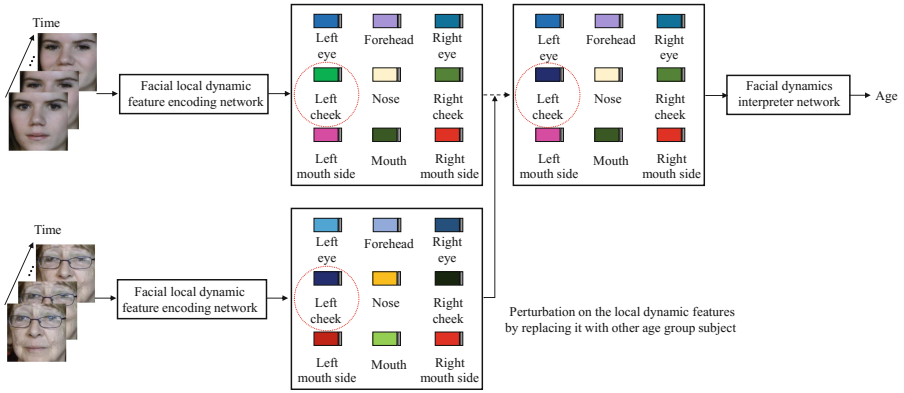 Time
Facial local dynamic
feature encoding network
Left
eye
Forehead
Right
eye
Left
cheek
Nose
Right
cheek
Left
mouth side
Mouth
Right
mouth side
Left
eye
Forehead
Right
eye
Left
cheek
Nose
Right
cheek
Left
mouth side
Mouth
Right
mouth side
Facial dynamics
interpreter network
Age
Time
Facial local dynamic
feature encoding network
Left
eye
Forehead
Right
eye
Left
cheek
Nose
Right
cheek
Left
mouth side
Mouth
Right
mouth side
Perturbation on the local dynamic features
by replacing it with other age group subject